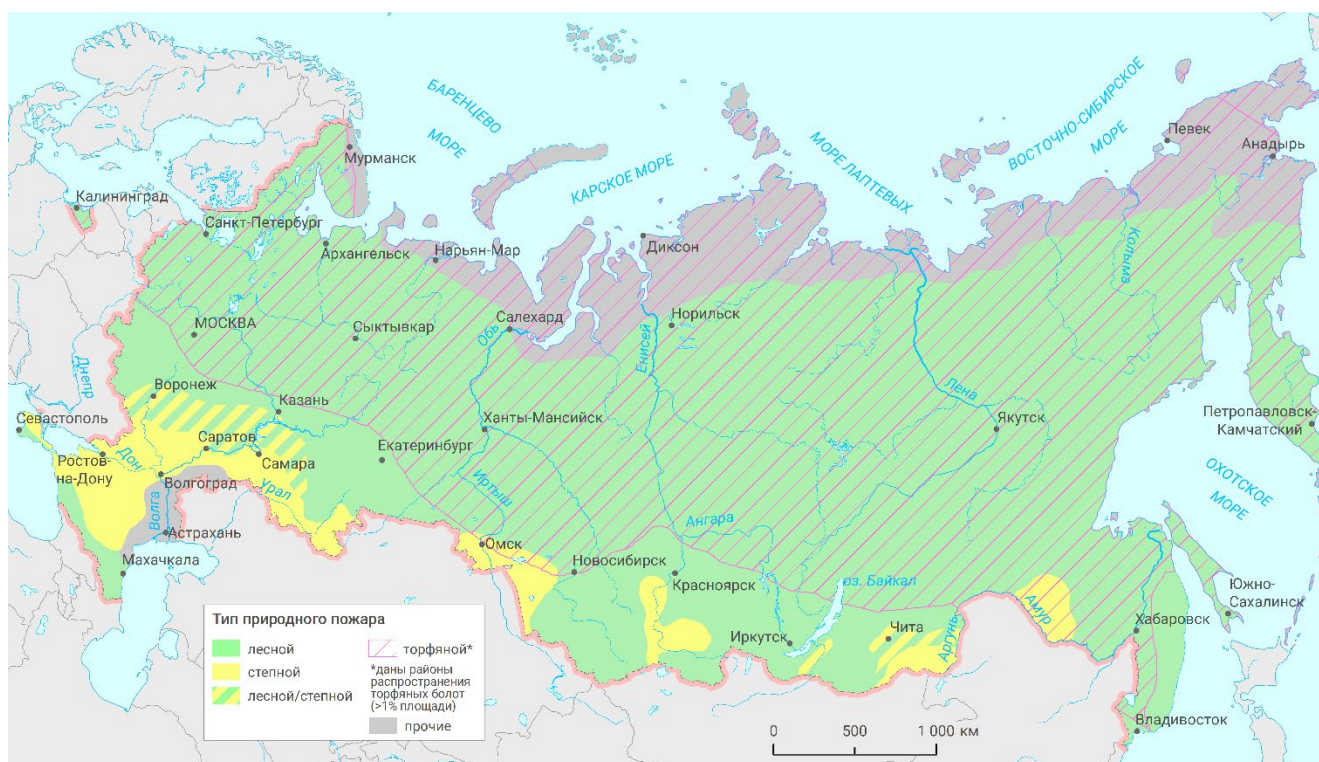 БАРЕНЦЕВО
МОРЕ
КАРСКОЕ МОРЕ
МОРЕ ЛАПТЕВЫХ
ВОСТОЧНО-СИБИРСКОЕ
МОРЕ
Певек
Анадырь
Мурманск
Калининград
Санкт-Петербург
Архангельск
Нарьян-Мар
Диксон
Колыма
МОСКВА
Сыктывкар
Салехард
Обь
Енисей
Норильск
Лена
Якутск
Петропавловск-
Камчатский
ОХОТСКОЕ
МОРЕ
Днепр
Воронеж
Казань
Ханты-Мансийск
Севастополь
Саратов
Екатеринбург
Ростов-
на-Дону
Дон
Самара
Волгоград
Урал
Иртыш
Ангара
Волга
Астрахань
Омск
Новосибирск
Красноярск
оз. Байкал
Махачкала
Иркутск
Чита
Аргунь
Амур
Хабаровск
Южно-
Сахалинск
Владивосток
Тип природного пожара
лесной
степной
лесной/степной
торфяной*
*даны районы
распространения
торфяных болот
(>1% площади)
прочие
0 500 1 000 км